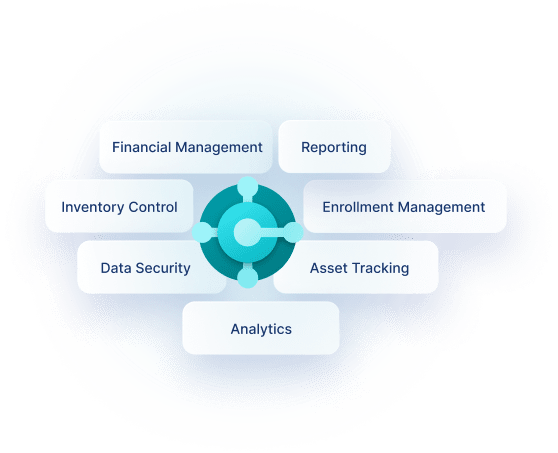 Financial Management
Reporting
Inventory Control
Enrollment Management
Data Security
Asset Tracking
Analytics